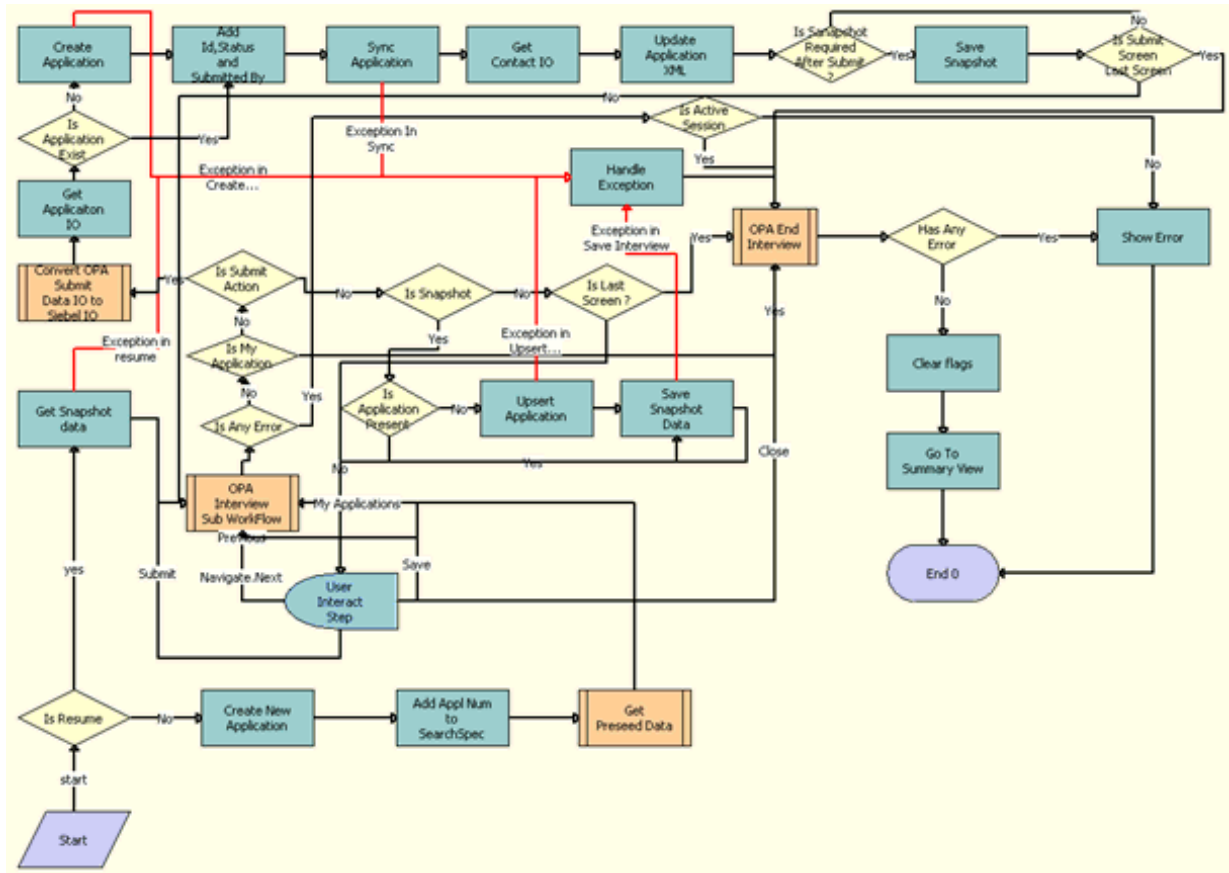 Create
Application
Add
Id,Status
and
Submitted By
Sync
Application
Get
Contact IO
Update
Application
XML
Is Sanapshot
Required
After Submit
?
Yes
Save
Snapshot
No
Is Submit
Screen
Last Screen
Yes
No
No
Is
Application
Exist
Yes
Exception In
Sync
Is Active
Session
Yes
No
Exception in
Create...
Handle
Exception
Get
Applicaiton
IO
Exception in
Save Interview
Yes
OPA End
Interview
Has Any
Error
Yes
Show Error
Convert OPA
Submit
Data IO to
Siebel IO
Yes
Is Submit
Action
No
Is Snapshot
No
Is Last
Screen ?
No
Yes
Yes
No
Exception in
resume
Is My
Application
Exception in
Upsert...
Clear flags
Get Snapshot
data
No
Yes
Is Any Error
Is
Application
Present
No
Upsert
Application
Save
Snapshot
Data
Close
Go To
Summary View
No
Yes
OPA
Interview
Sub WorkFlow
My Applications
Previous
yes
Submit
Navigate.Next
Save
User
Interact
Step
End 0
Is Resume
No
Create New
Application
Add Appl Num
to
SearchSpec
Get
Preseed Data
start
Start